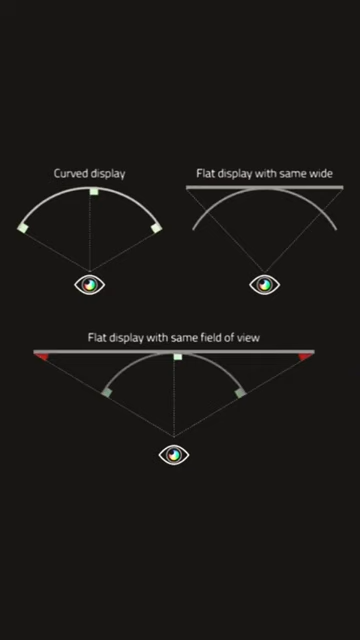 Curved display
Flat display with same wide
Flat display with same field of view